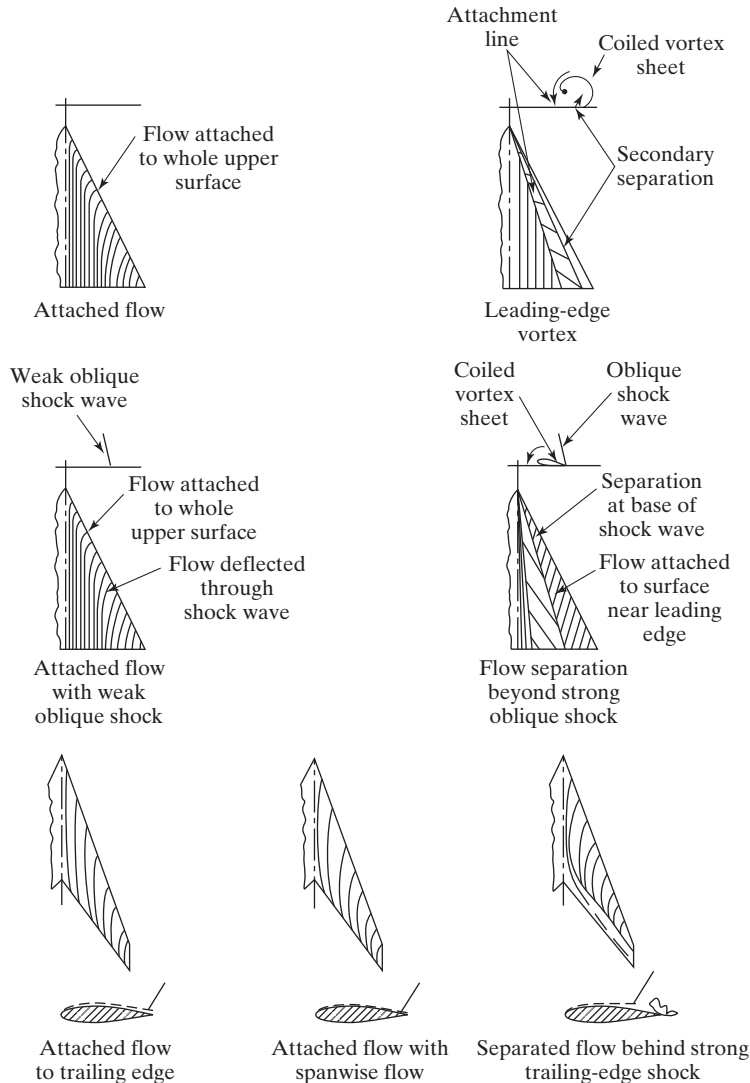 Flow attached
to whole upper
surface
Attached flow
Attachment
line
Coiled vortex
sheet
Secondary
separation
Leading-edge
vortex
Weak oblique
shock wave
Flow attached
to whole
upper surface
Flow deflected
through
shock wave
Attached flow
with weak
oblique shock
Coiled
vortex
sheet
Oblique
shock
wave
Separation
at base of
shock wave
Flow attached
to surface
near leading
edge
Flow separation
beyond strong
oblique shock
Attached flow
to trailing edge
Attached flow with
spanwise flow
Separated flow behind strong
trailing-edge shock